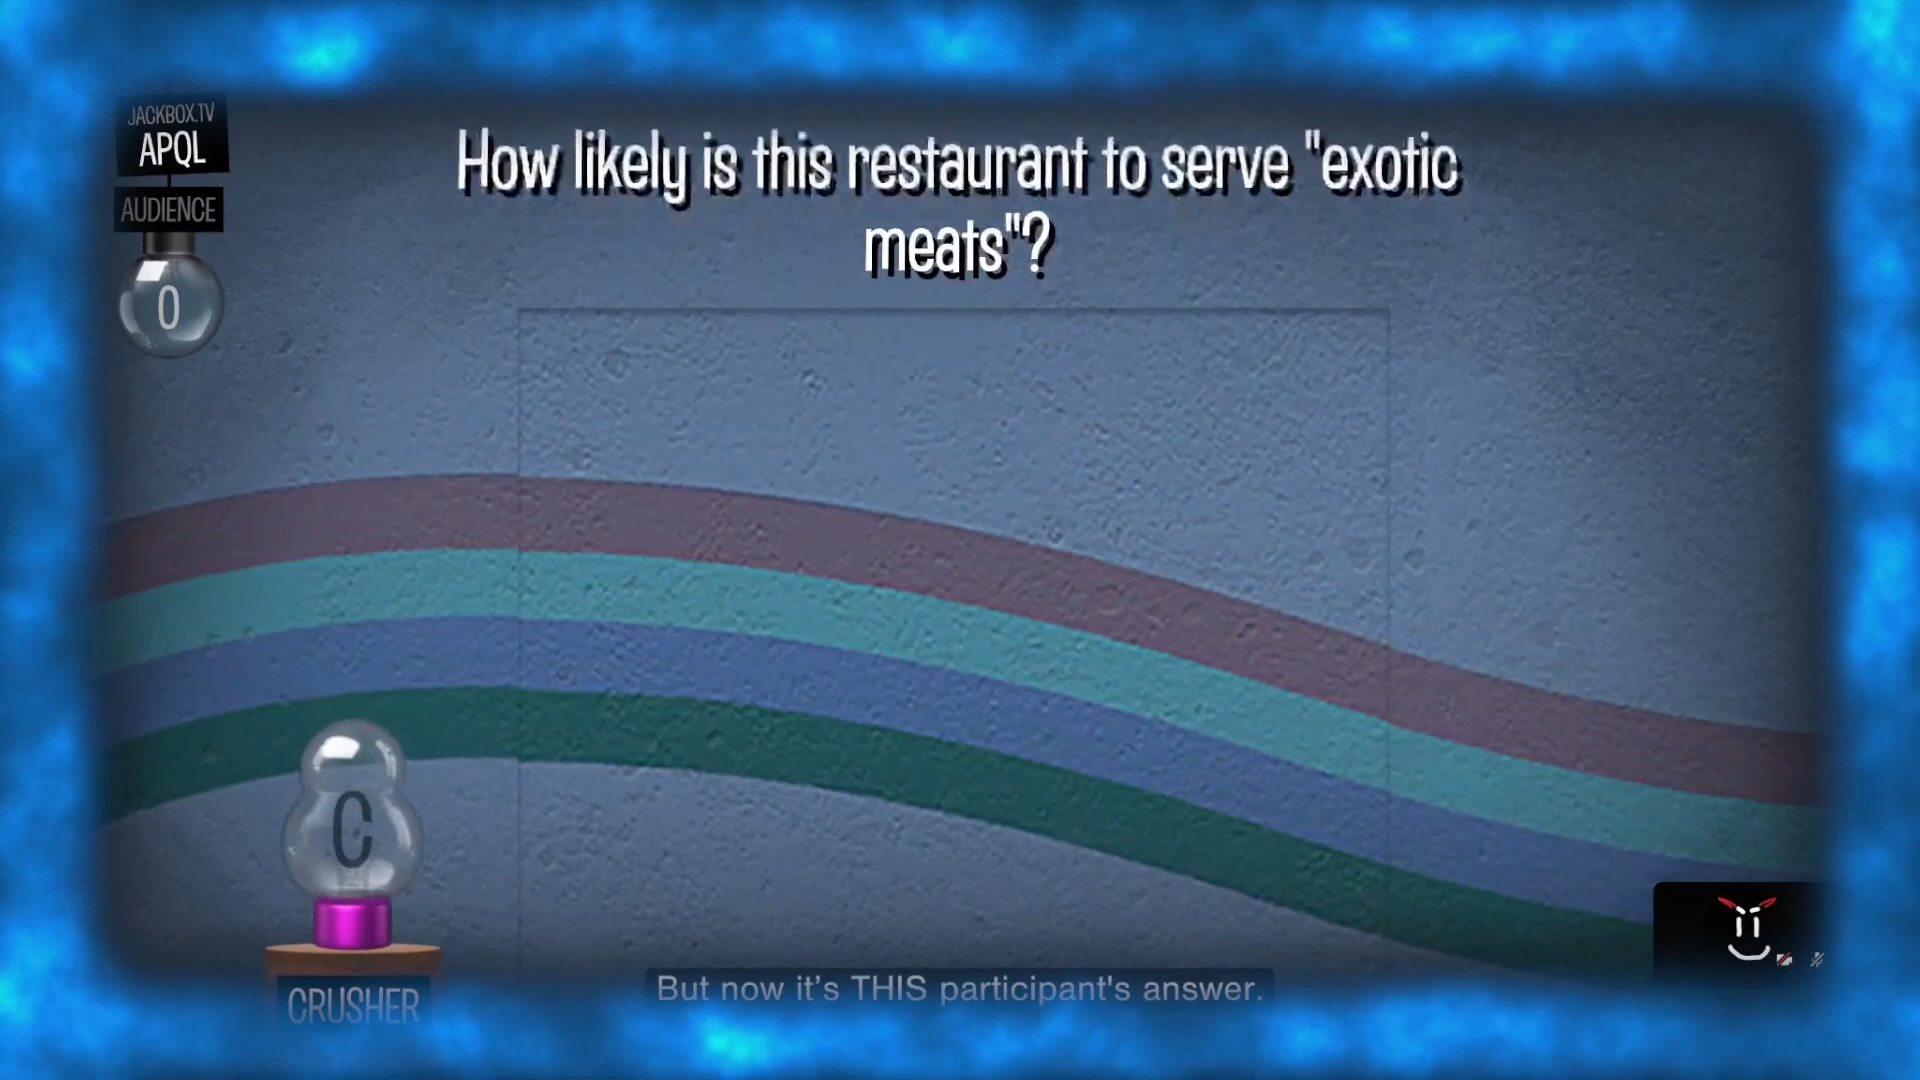 JACKBOX.TV
APQL
AUDIENCE
0
How likely is this restaurant to serve "exotic
meats"?
C
CRUSHER
But now it's THIS participant's answer.